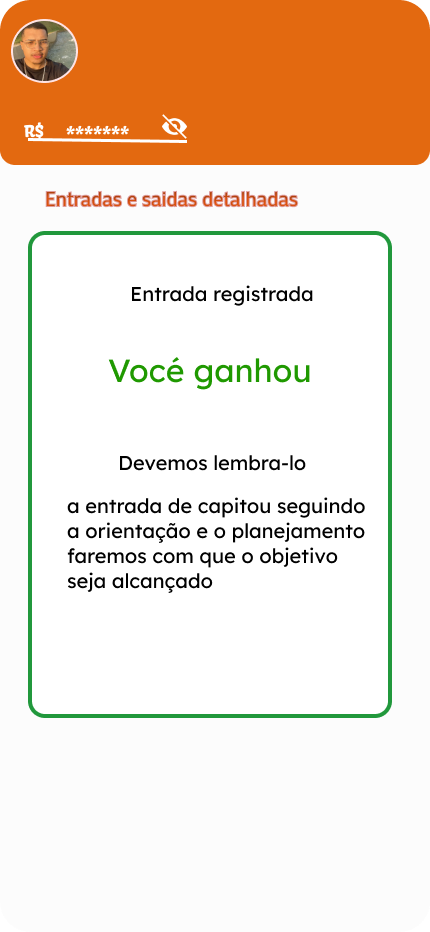 R$ *******
Entradas e saidas detalhadas
Entrada registrada
Vocé ganhou
Devemos lembra-lo
a entrada de capitou seguindo
a orientação e o planejamento
faremos com que o objetivo
seja alcançado